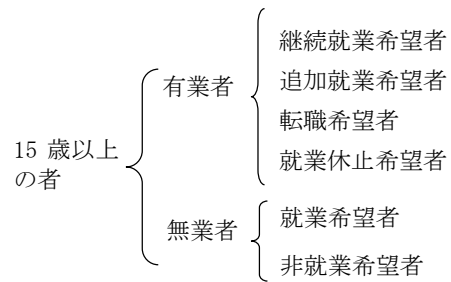 15 歳以上
の者
有業者
継続就業希望者
追加就業希望者
転職希望者
就業休止希望者
無業者
就業希望者
非就業希望者